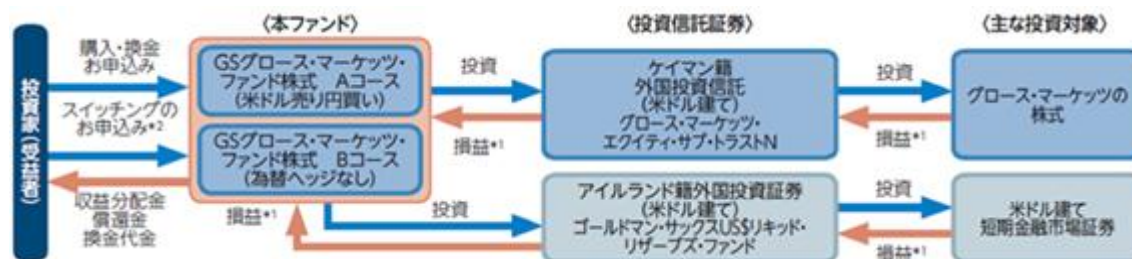 〈本ファンド〉
〈投資信託証券〉
〈主な投資対象〉
投資家(受益者)
購入・換金
お申込み
スイッチングの
お申込み*2
収益分配金
償還金
換金代金
GSグロース・マーケッツ・
ファンド株式 Aコース
(米ドル売り円買い)
GSグロース・マーケッツ・
ファンド株式 Bコース
(為替ヘッジなし)
投資
損益*1
投資
損益*1
ケイマン籍
外国投資信託
(米ドル建て)
グロース・マーケッツ・
エクイティ・サブ・トラストN
アイルランド籍外国投資証券
(米ドル建て)
ゴールドマン・サックスUS$リキッド・
リザーブズ・ファンド
投資
損益*1
投資
損益*1
グロース・マーケッツの
株式
米ドル建て
短期金融市場証券